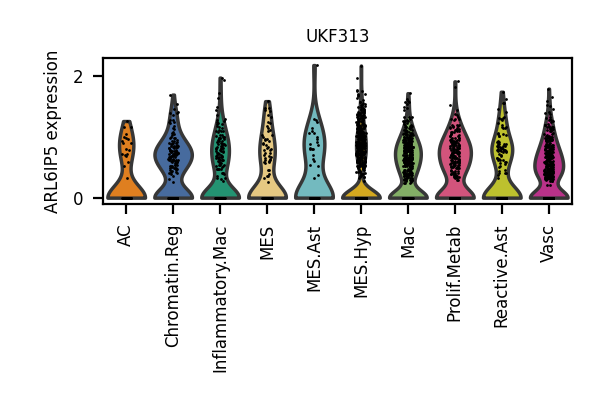 UKF313
ARL6IP5 expression
2
0
AC
Chromatin.Reg
Inflammatory.Mac
MES
MES.Ast
MES.Hyp
Mac
Prolif.Metab
Reactive.Ast
Vasc